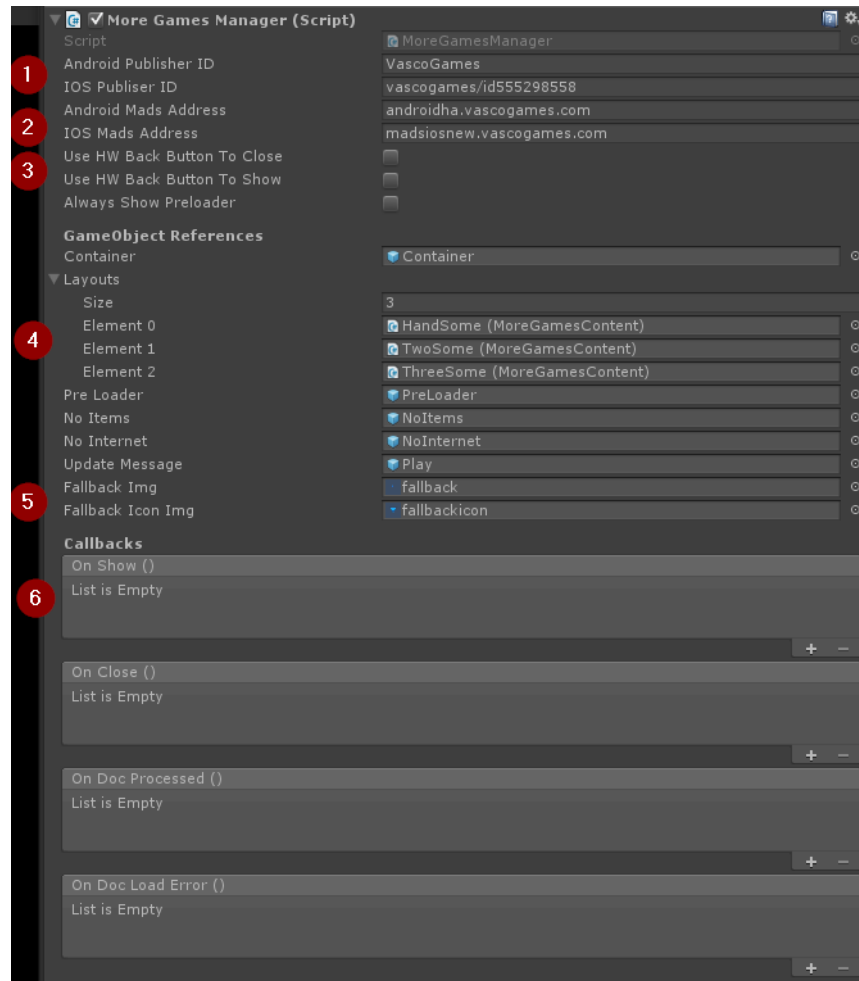 More Games Manager (Script)
Script MoreGamesManager
1
Android Publisher ID VascoGames
IOS Publiser ID vascogames/id555298558
Android Mads Address androidha.vascogames.com
2
IOS Mads Address madsiosnew.vascogames.com
Use HW Back Button To Close
3
Use HW Back Button To Show
Always Show Preloader
GameObject References
Container Container
Layouts
Size 3
Element 0 HandSome (MoreGamesContent)
4
Element 1 TwoSome (MoreGamesContent)
Element 2 ThreeSome (MoreGamesContent)
Pre Loader PreLoader
No Items NoItems
No Internet NoInternet
Update Message Play
Fallback Img fallback
5
Fallback Icon Img fallbackicon
Callbacks
On Show ()
6
List is Empty
+ −
On Close ()
List is Empty
+ −
On Doc Processed ()
List is Empty
+ −
On Doc Load Error ()
List is Empty
+ −